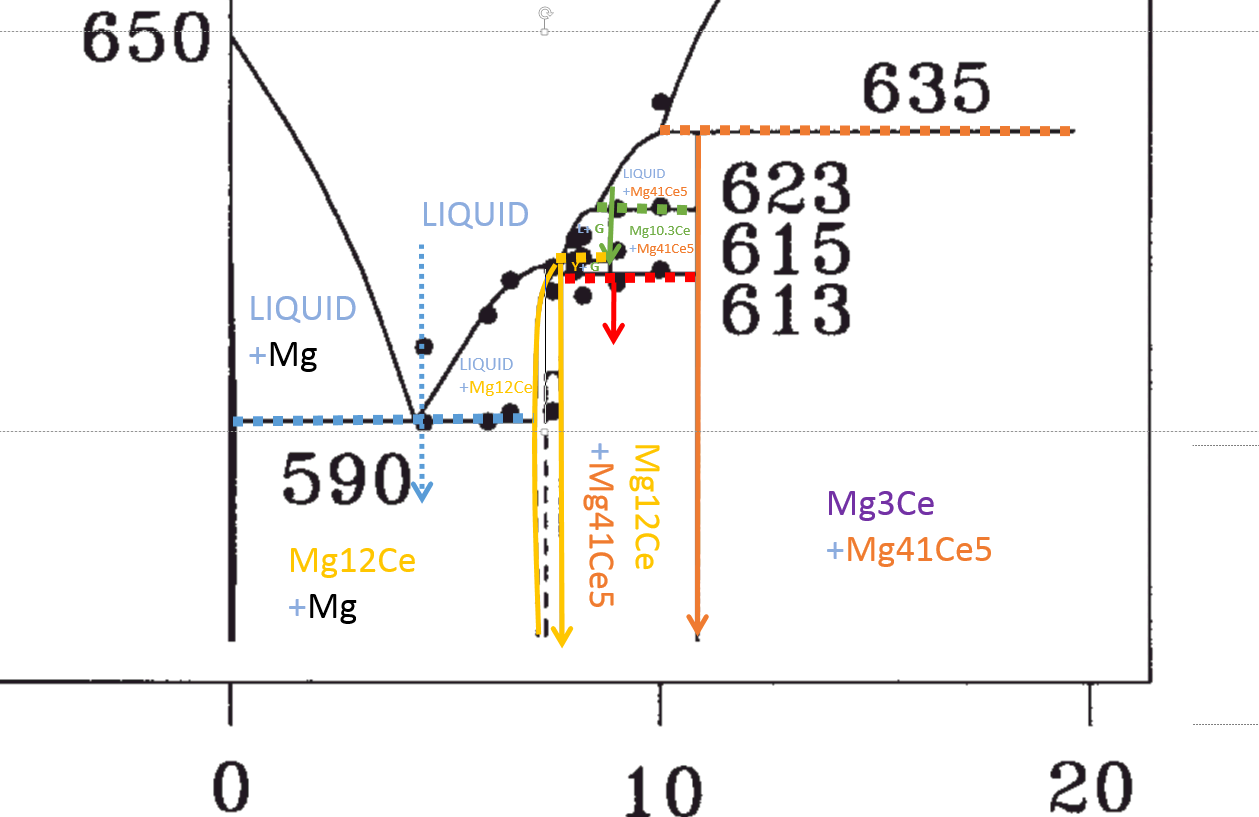 650
635
LIQUID
+Mg41Ce5
623
LIQUID
L+ G
Mg10.3Ce
+Mg41Ce5
615
G
LIQUID
+Mg
613
LIQUID
+Mg12Ce
590
Mg12Ce
+Mg41Ce5
Mg3Ce
+Mg41Ce5
Mg12Ce
+Mg
0
10
20